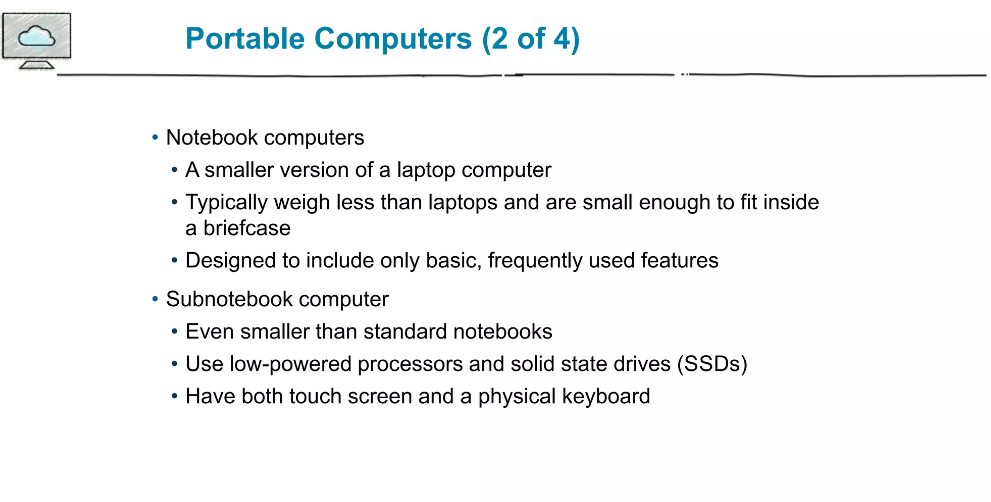 Portable Computers (2 of 4)
• Notebook computers
• A smaller version of a laptop computer
• Typically weigh less than laptops and are small enough to fit inside
a briefcase
• Designed to include only basic, frequently used features
• Subnotebook computer
• Even smaller than standard notebooks
• Use low-powered processors and solid state drives (SSDs)
• Have both touch screen and a physical keyboard